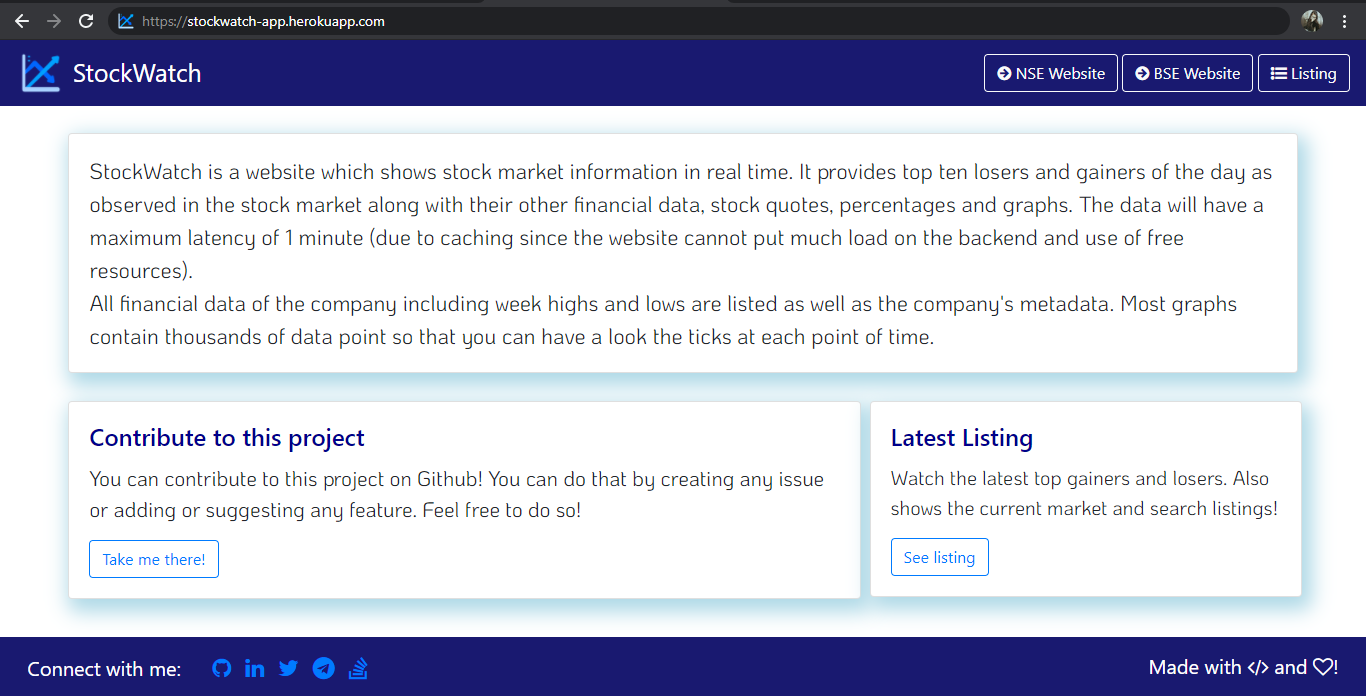 https://stockwatch-app.herokuapp.com
StockWatch
NSE Website
BSE Website
Listing
StockWatch is a website which shows stock market information in real time. It provides top ten losers and gainers of the day as
observed in the stock market along with their other financial data, stock quotes, percentages and graphs. The data will have a
maximum latency of 1 minute (due to caching since the website cannot put much load on the backend and use of free
resources).
All financial data of the company including week highs and lows are listed as well as the company's metadata. Most graphs
contain thousands of data point so that you can have a look the ticks at each point of time.
Contribute to this project
You can contribute to this project on Github! You can do that by creating any issue
or adding or suggesting any feature. Feel free to do so!
Take me there!
Latest Listing
Watch the latest top gainers and losers. Also
shows the current market and search listings!
See listing
Connect with me:
Made with </> and ♡!